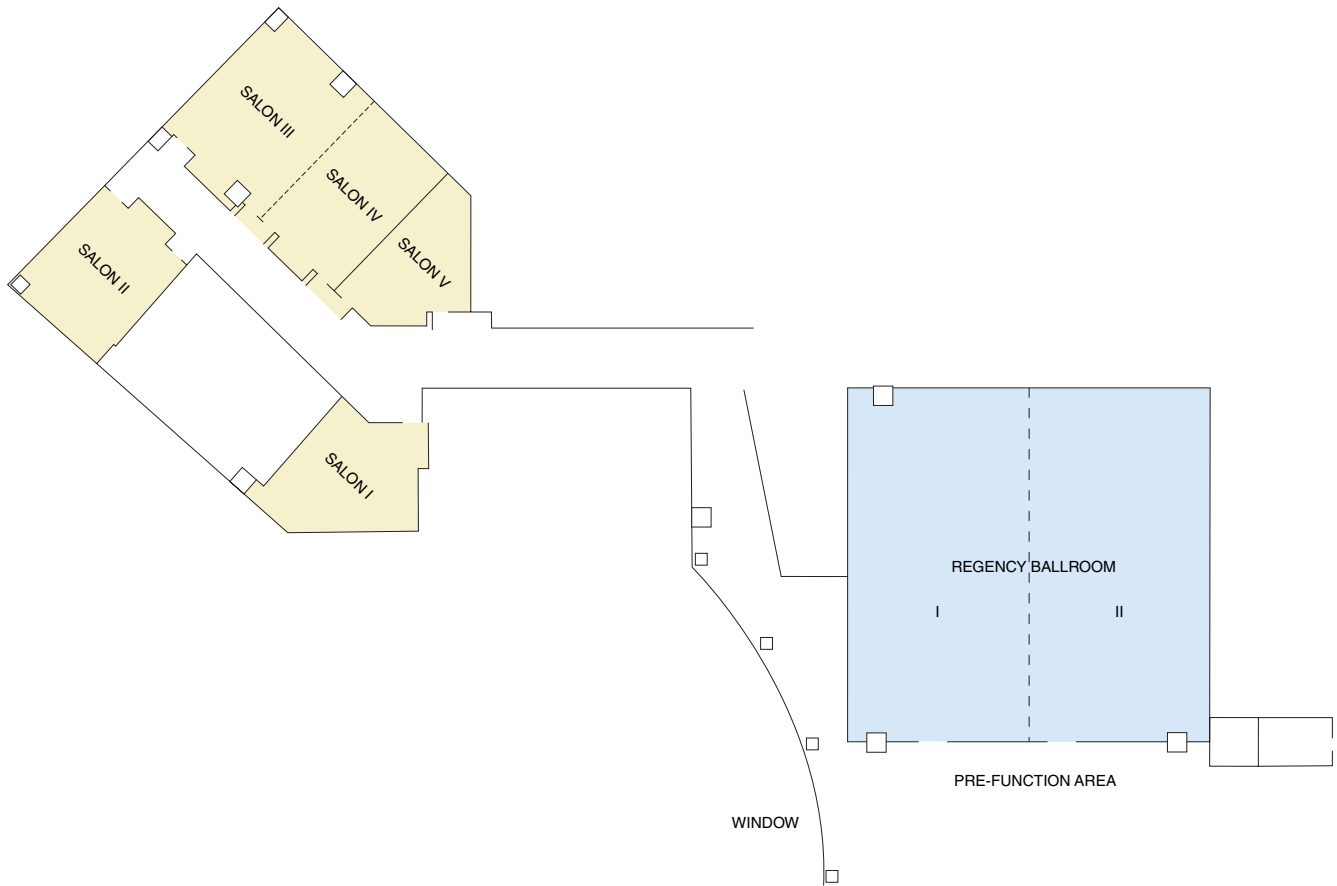 SALON III
SALON IV
SALON V
SALON II
SALON I
REGENCY BALLROOM
I
II
PRE-FUNCTION AREA
WINDOW